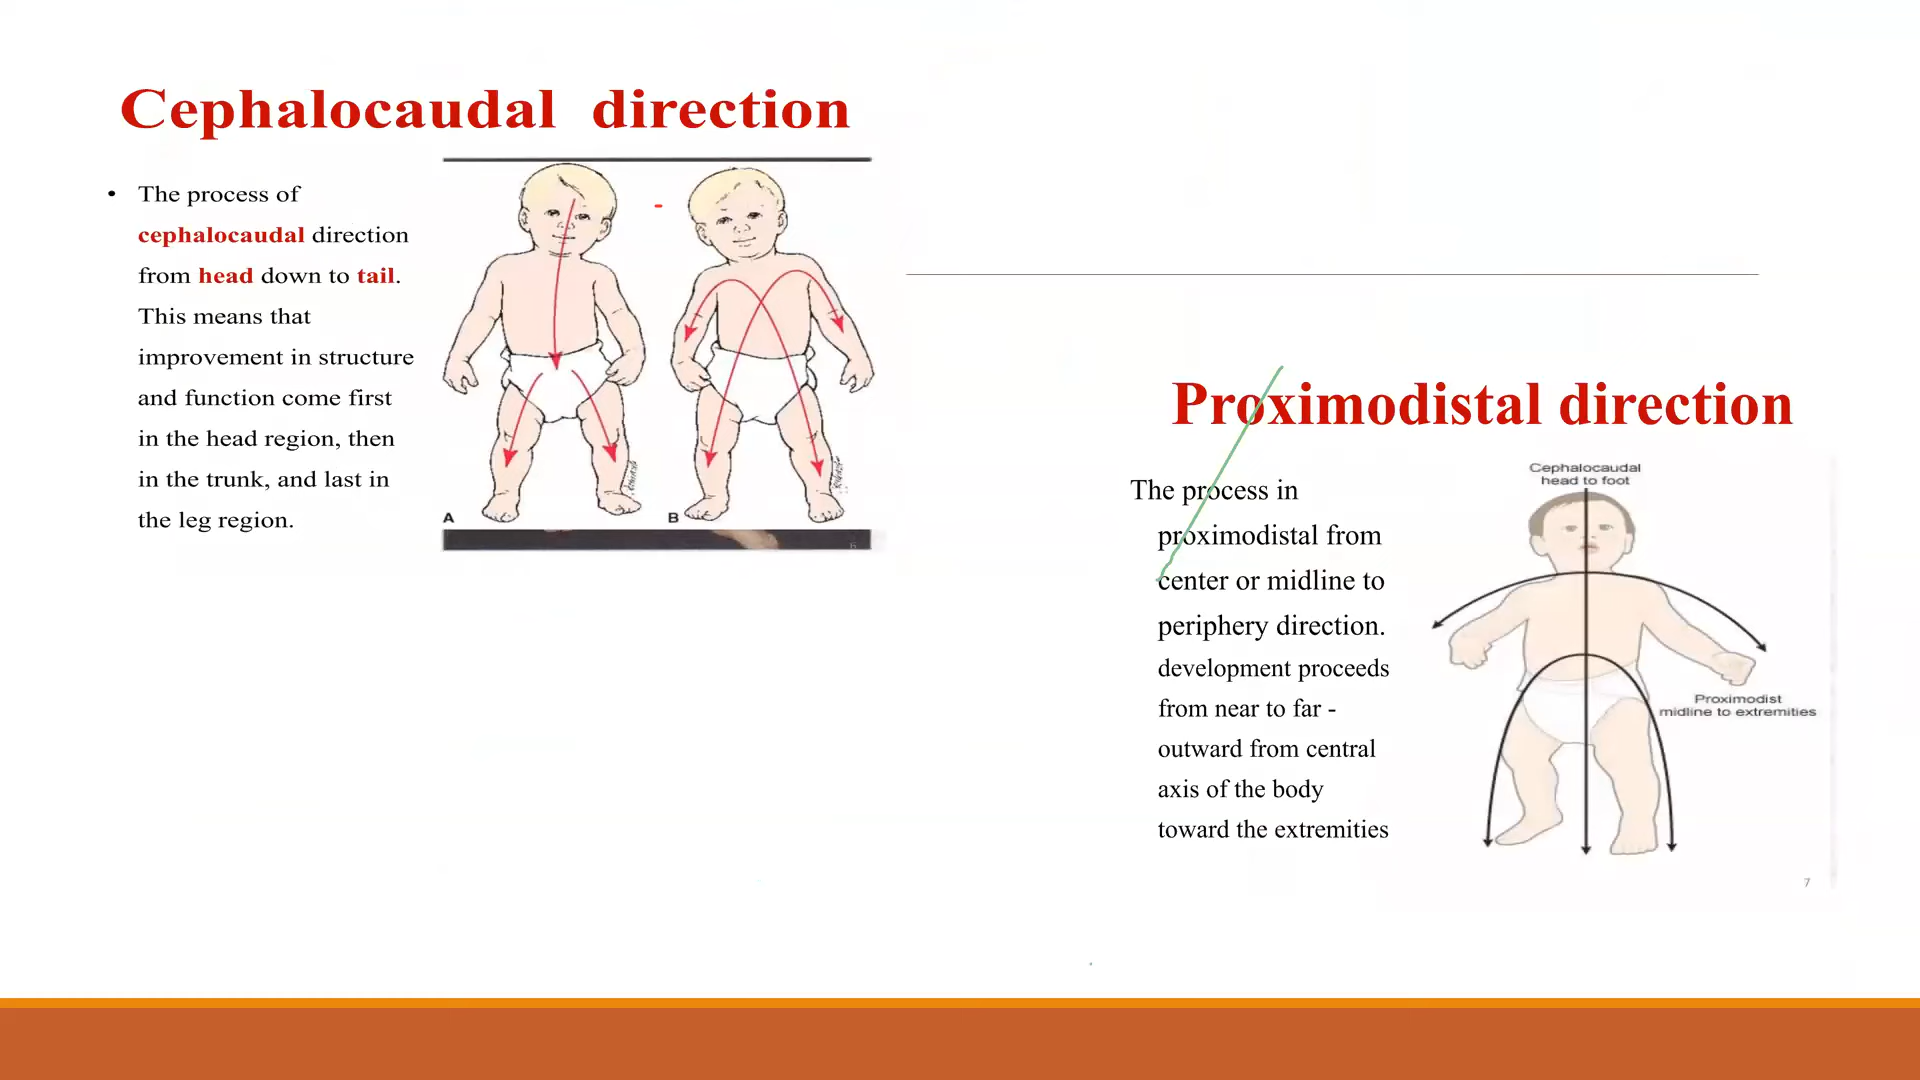 Cephalocaudal direction
• The process of
cephalocaudal direction
from head down to tail.
This means that
improvement in structure
and function come first
in the head region, then
in the trunk, and last in
the leg region.
A
B
6
Proximodistal direction
The process in
proximodistal from
center or midline to
periphery direction.
development proceeds
from near to far -
outward from central
axis of the body
toward the extremities
Cephalocaudal
head to foot
Proximodist
midline to extremities
7